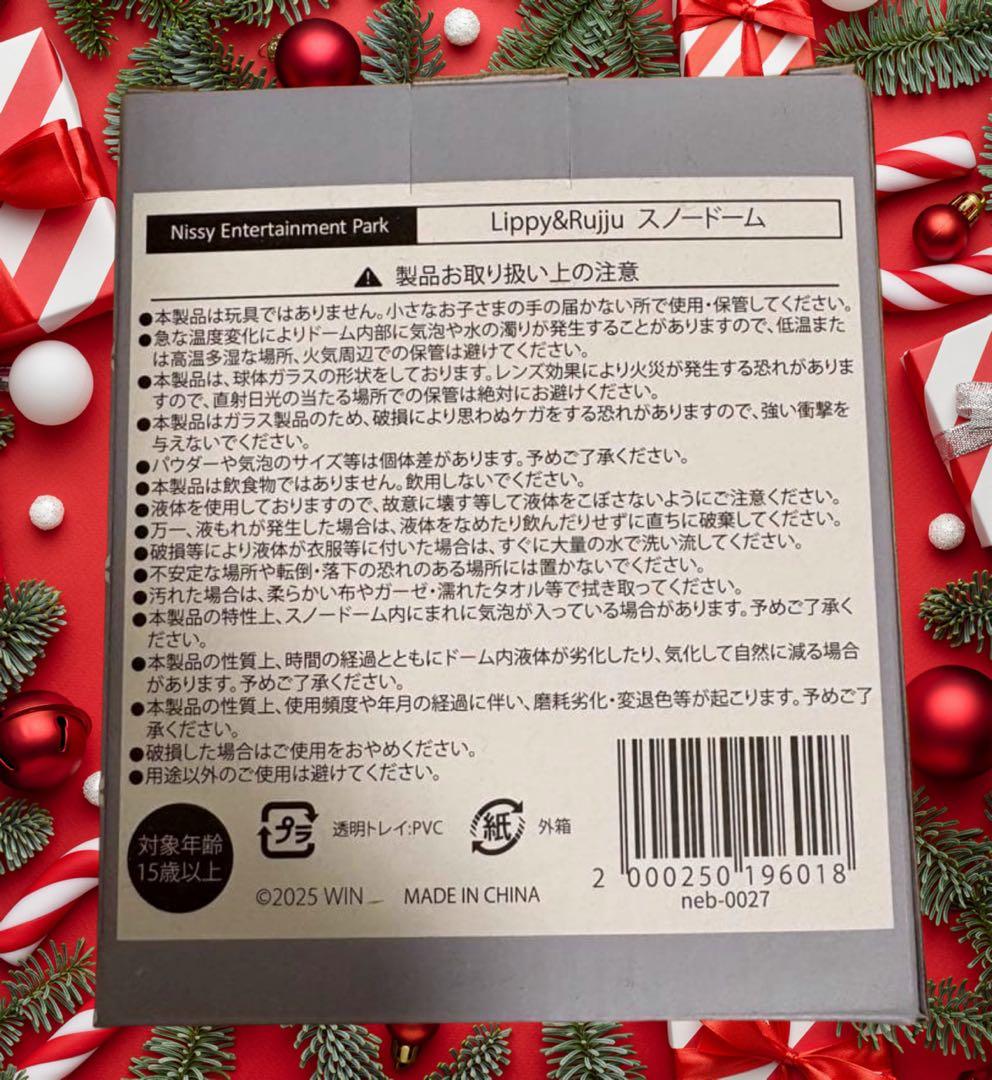 Nissy Entertainment Park
Lippy&Rujju スノードーム
製品お取り扱い上の注意
●本製品は玩具ではありません。小さなお子さまの手の届かない所で使用・保管してください。
●急な温度変化によりドーム内部に気泡や水の濁りが発生することがありますので、低温また
は高温多湿な場所、火気周辺での保管は避けてください。
●本製品は、球体ガラスの形状をしております。レンズ効果により火災が発生する恐れがありま
すので、直射日光の当たる場所での保管は絶対にお避けください。
●本製品はガラス製品のため、破損により思わぬケガをする恐れがありますので、強い衝撃を
与えないでください。
●パウダーや気泡のサイズ等は個体差があります。予めご了承ください。
●本製品は飲食物ではありません。飲用しないでください。
●液体を使用しておりますので、故意に壊す等して液体をこぼさないようにご注意ください。
●万一、液もれが発生した場合は、液体をなめたり飲んだりせずに直ちに破棄してください。
●破損等により液体が衣服等に付いた場合は、すぐに大量の水で洗い流してください。
●不安定な場所や転倒・落下の恐れのある場所には置かないでください。
●汚れた場合は、柔らかい布やガーゼ・濡れたタオル等で拭き取ってください。
●本製品の特性上、スノードーム内にまれに気泡が入っている場合があります。予めご了承く
ださい。
●本製品の性質上、時間の経過とともにドーム内液体が劣化したり、気化して自然に減る場合
があります。予めご了承ください。
●本製品の性質上、使用頻度や年月の経過に伴い、磨耗劣化・変退色等が起こります。予めご了
承ください。
●破損した場合はご使用をおやめください。
●用途以外のご使用は避けてください。
対象年齢
15歳以上
プラ
透明トレイ:PVC
紙
外箱
©2025 WIN
MADE IN CHINA
2 000250 196018
neb-0027